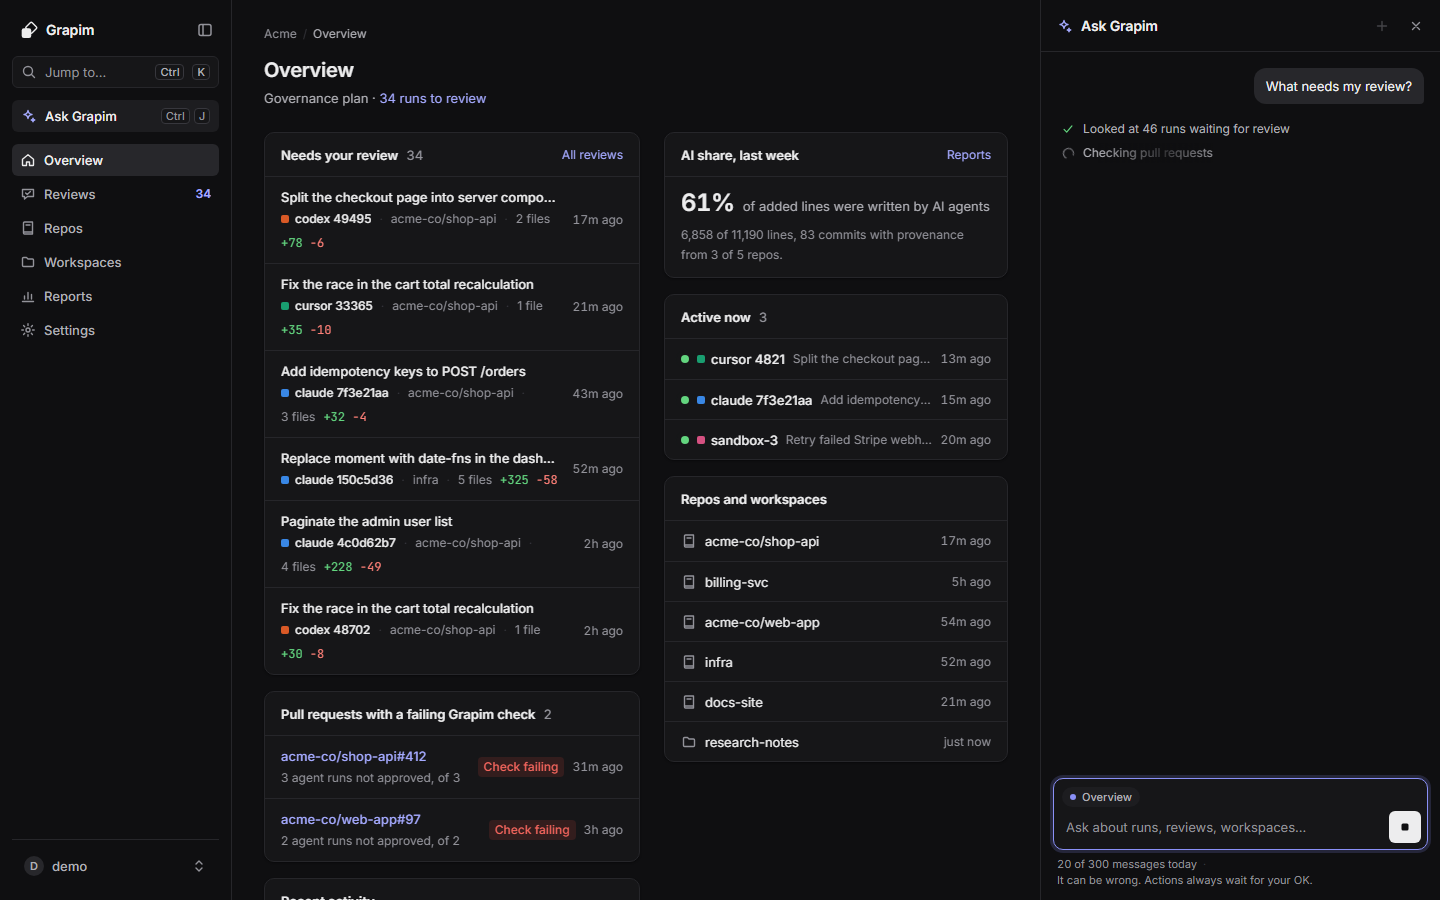 Grapim
Jump to... Ctrl K
Ask Grapim Ctrl J
Overview
Reviews 34
Repos
Workspaces
Reports
Settings
D demo
Acme / Overview
Overview
Governance plan · 34 runs to review
Needs your review 34 All reviews
Split the checkout page into server compo...
codex 49495 · acme-co/shop-api · 2 files 17m ago
+78 -6
Fix the race in the cart total recalculation
cursor 33365 · acme-co/shop-api · 1 file 21m ago
+35 -10
Add idempotency keys to POST /orders
claude 7f3e21aa · acme-co/shop-api · 43m ago
3 files +32 -4
Replace moment with date-fns in the dash...
claude 150c5d36 · infra · 5 files +325 -58 52m ago
Paginate the admin user list
claude 4c0d62b7 · acme-co/shop-api · 2h ago
4 files +228 -49
Fix the race in the cart total recalculation
codex 48702 · acme-co/shop-api · 1 file 2h ago
+30 -8
Pull requests with a failing Grapim check 2
acme-co/shop-api#412
3 agent runs not approved, of 3 Check failing 31m ago
acme-co/web-app#97
2 agent runs not approved, of 2 Check failing 3h ago
Recent activity
AI share, last week Reports
61% of added lines were written by AI agents
6,858 of 11,190 lines, 83 commits with provenance
from 3 of 5 repos.
Active now 3
cursor 4821 Split the checkout pag... 13m ago
claude 7f3e21aa Add idempotency... 15m ago
sandbox-3 Retry failed Stripe webh... 20m ago
Repos and workspaces
acme-co/shop-api 17m ago
billing-svc 5h ago
acme-co/web-app 54m ago
infra 52m ago
docs-site 21m ago
research-notes just now
Ask Grapim
What needs my review?
Looked at 46 runs waiting for review
Checking pull requests
Overview
Ask about runs, reviews, workspaces...
20 of 300 messages today ·
It can be wrong. Actions always wait for your OK.